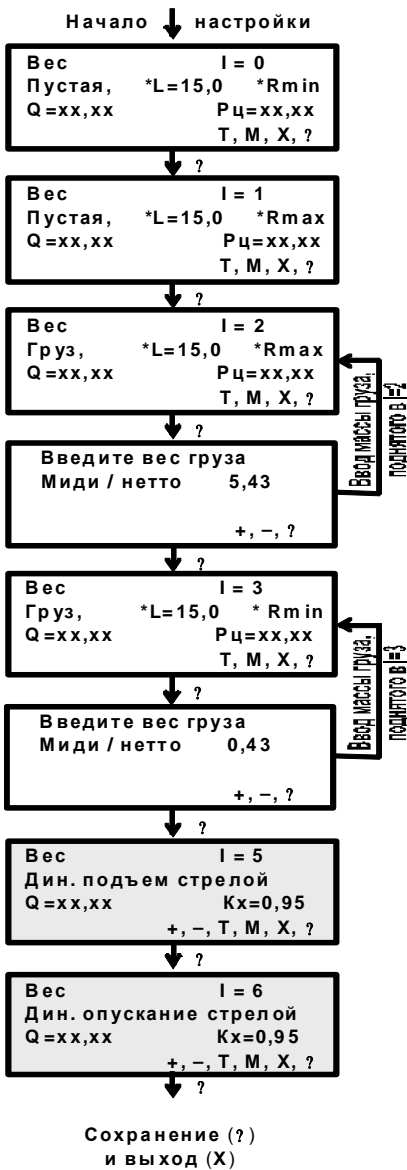 Начало настройки
Вес I = 0
Пустая, *L=15,0 *Rmin
Q=xx,xx Рц=xx,xx
Т, М, Х, ?
?
Вес I = 1
Пустая, *L=15,0 *Rmax
Q=xx,xx Рц=xx,xx
Т, М, Х, ?
?
Вес I = 2
Груз, *L=15,0 *Rmax
Q=xx,xx Рц=xx,xx
Т, М, Х, ?
Ввод массы груза,
поднятого в I=2
?
Введите вес груза
Миди / нетто 5,43
+, –, ?
?
Вес I = 3
Груз, *L=15,0 * Rmin
Q=xx,xx Рц=xx,xx
Т, М, Х, ?
Ввод массы груза,
поднятого в I=3
?
Введите вес груза
Миди / нетто 0,43
+, –, ?
?
Вес I = 5
Дин. подъем стрелой
Q=xx,xx Кх=0,95
+, –, Т, М, Х, ?
?
Вес I = 6
Дин. опускание стрелой
Q=xx,xx Кх=0,95
+, –, Т, М, Х, ?
?
Сохранение (?)
и выход (Х)